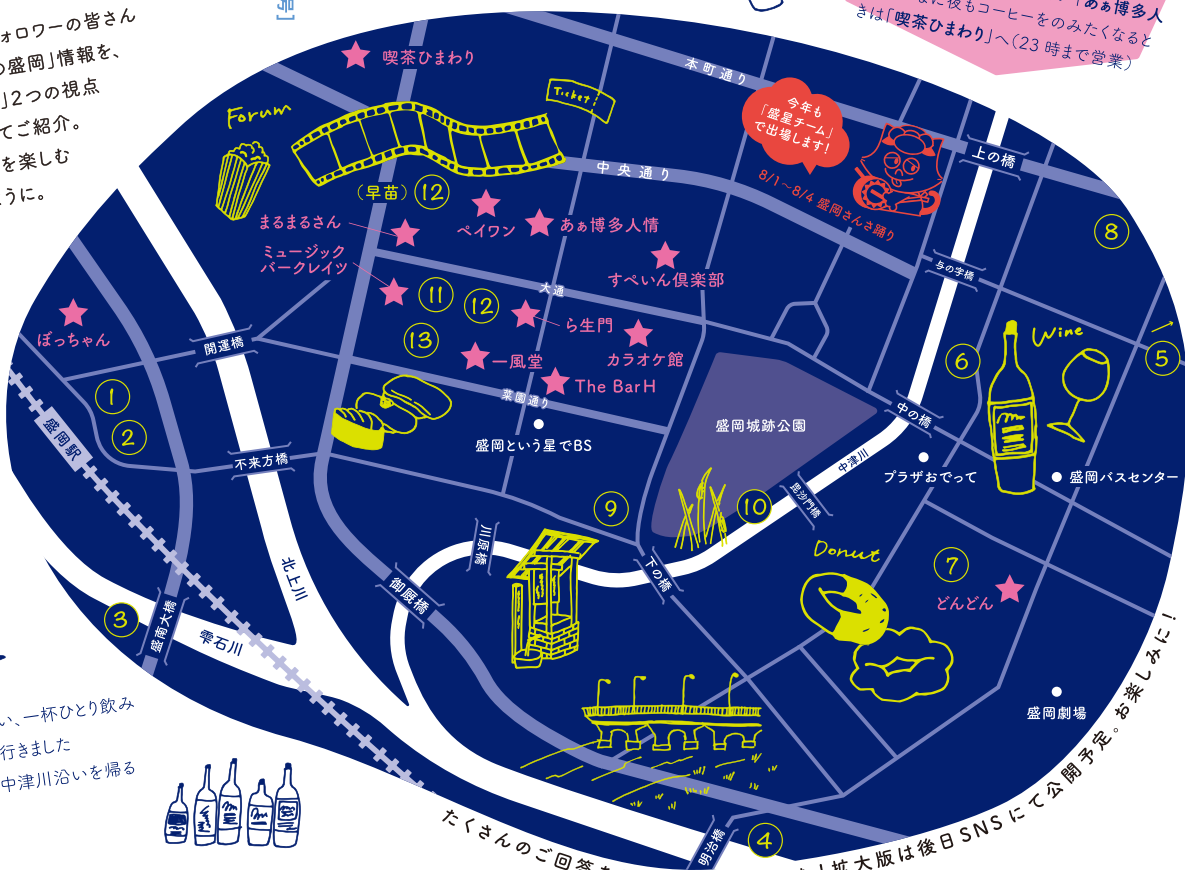 ォロワーの皆さん
盛岡」情報を、
」2つの視点
てご紹介。
を楽しむ
うに。
号］
あぁ博多人
に夜もコーヒーをのみたくなると
きは「喫茶ひまわり」へ(23時まで営業)
喫茶ひまわり
本町通り
Ticket
Forum
今年も
「盛星チーム」
で出場します!
8/1〜8/4 盛岡さんさ踊り
上の橋
中央通り
(早苗)⑫
まるまるさん
ペイワン
あぁ博多人情
⑧
ミュージック
バークレイツ
すぺいん倶楽部
与の字橋
大通
⑪
⑫
ら生門
ぼっちゃん
開運橋
⑬
一風堂
カラオケ館
The BarH
⑥
Wine
⑤
菜園通り
①
②
盛岡駅
盛岡城跡公園
中の橋
盛岡という星でBS
不来方橋
中津川
プラザおでって
盛岡バスセンター
毘沙門橋
⑨
⑩
川原橋
下の橋
Donut
⑦
どんどん
北上川
御厩橋
③
盛南大橋
雫石川
盛岡劇場
い、一杯ひとり飲み
行きました
中津川沿いを帰る
明治橋
④
たくさんのご回答
拡大版は後日SNSにて公開予定。お楽しみに!